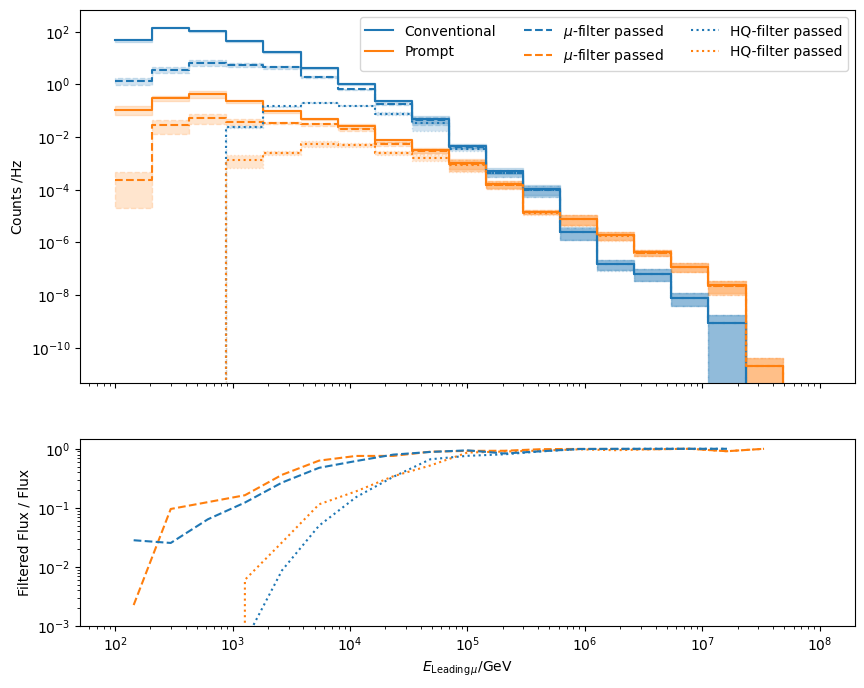 10^2
10^0
10^-2
10^-4
10^-6
10^-8
10^-10
Counts /Hz
Conventional
Prompt
μ-filter passed
μ-filter passed
HQ-filter passed
HQ-filter passed
10^0
10^-1
10^-2
10^-3
Filtered Flux / Flux
10^2 10^3 10^4 10^5 10^6 10^7 10^8
E_Leading μ/GeV